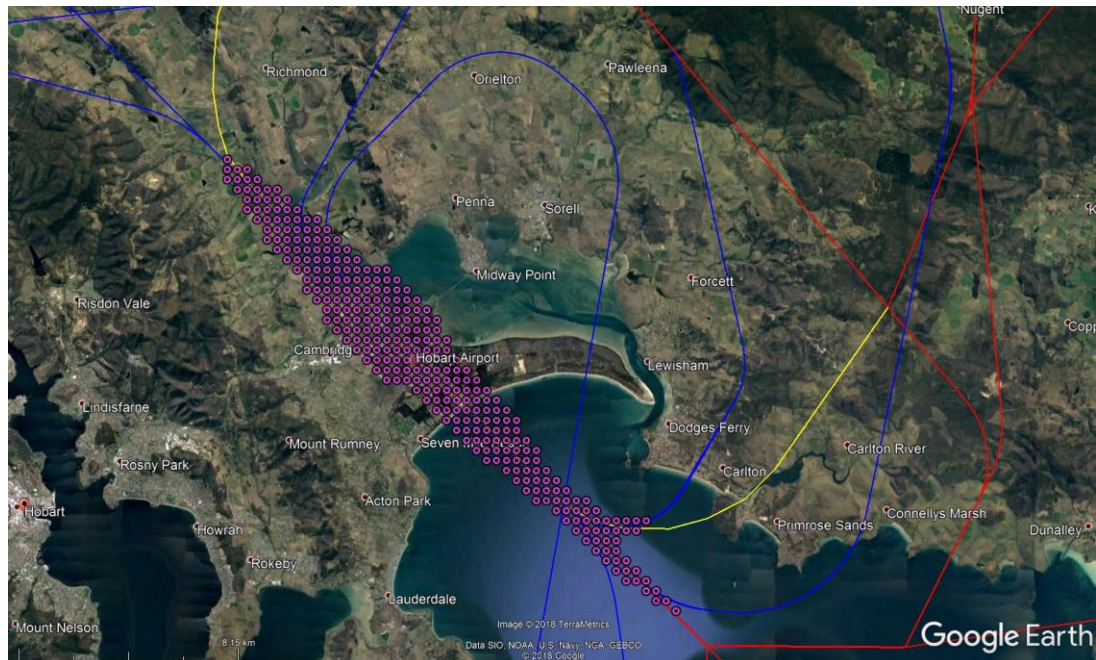 Nugent
Richmond
Pawleena
Orielton
Penna
Sorell
K
Midway Point
Forcett
Risdon Vale
Copp
Cambridg
Hobart Airport
Lewisham
Lindisfarne
Dodges Ferry
Mount Rumney
Seven M
Carlton River
Rosny Park
Carlton
Acton Park
Hobart
Connellys Marsh
Howrah
Primrose Sands
Dunalley
Rokeby
Lauderdale
Mount Nelson
Image © 2018 TerraMetrics
8.15 km
Data SIO, NOAA, U.S. Navy, NGA, GEBCO
© 2018 Google
Google Earth